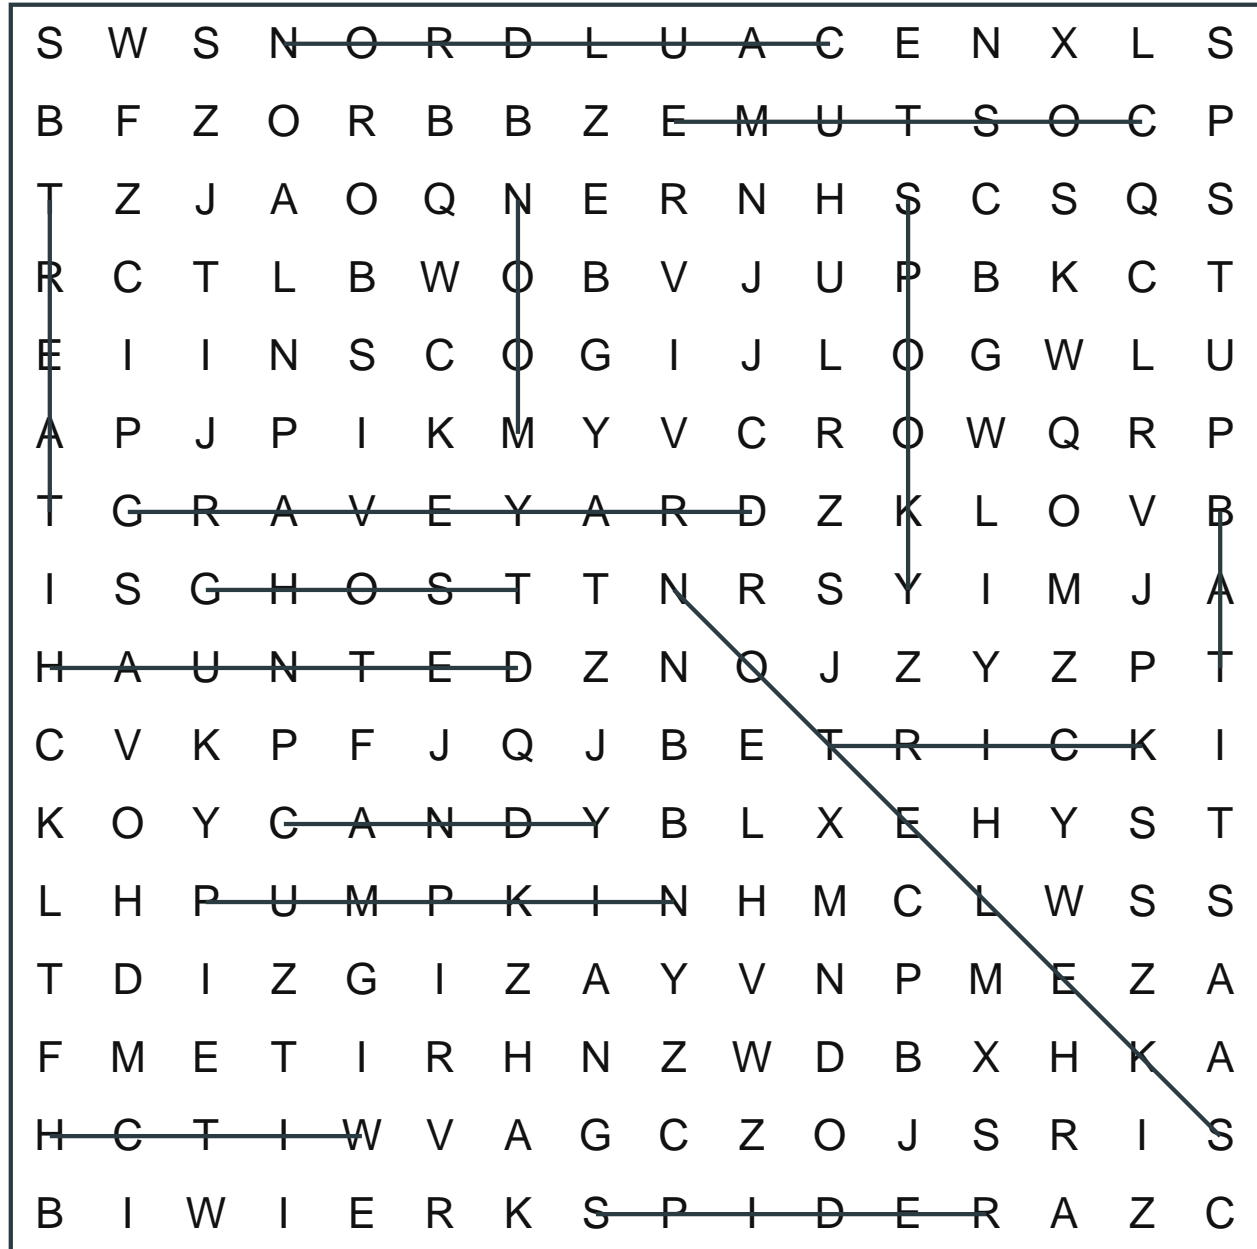 S W S N O R D L U A C E N X L S
B F Z O R B B Z E M U T S O C P
T Z J A O Q N E R N H S C S Q S
R C T L B W O B V J U P B K C T
E I I N S C O G I J L O G W L U
A P J P I K M Y V C R O W Q R P
T G R A V E Y A R D Z K L O V B
I S G H O S T T N R S Y I M J A
H A U N T E D Z N O J Z Y Z P T
C V K P F J Q J B E T R I C K I
K O Y C A N D Y B L X E H Y S T
L H P U M P K I N H M C L W S S
T D I Z G I Z A Y V N P M E Z A
F M E T I R H N Z W D B X H K A
H C T I W V A G C Z O J S R I S
B I W I E R K S P I D E R A Z C